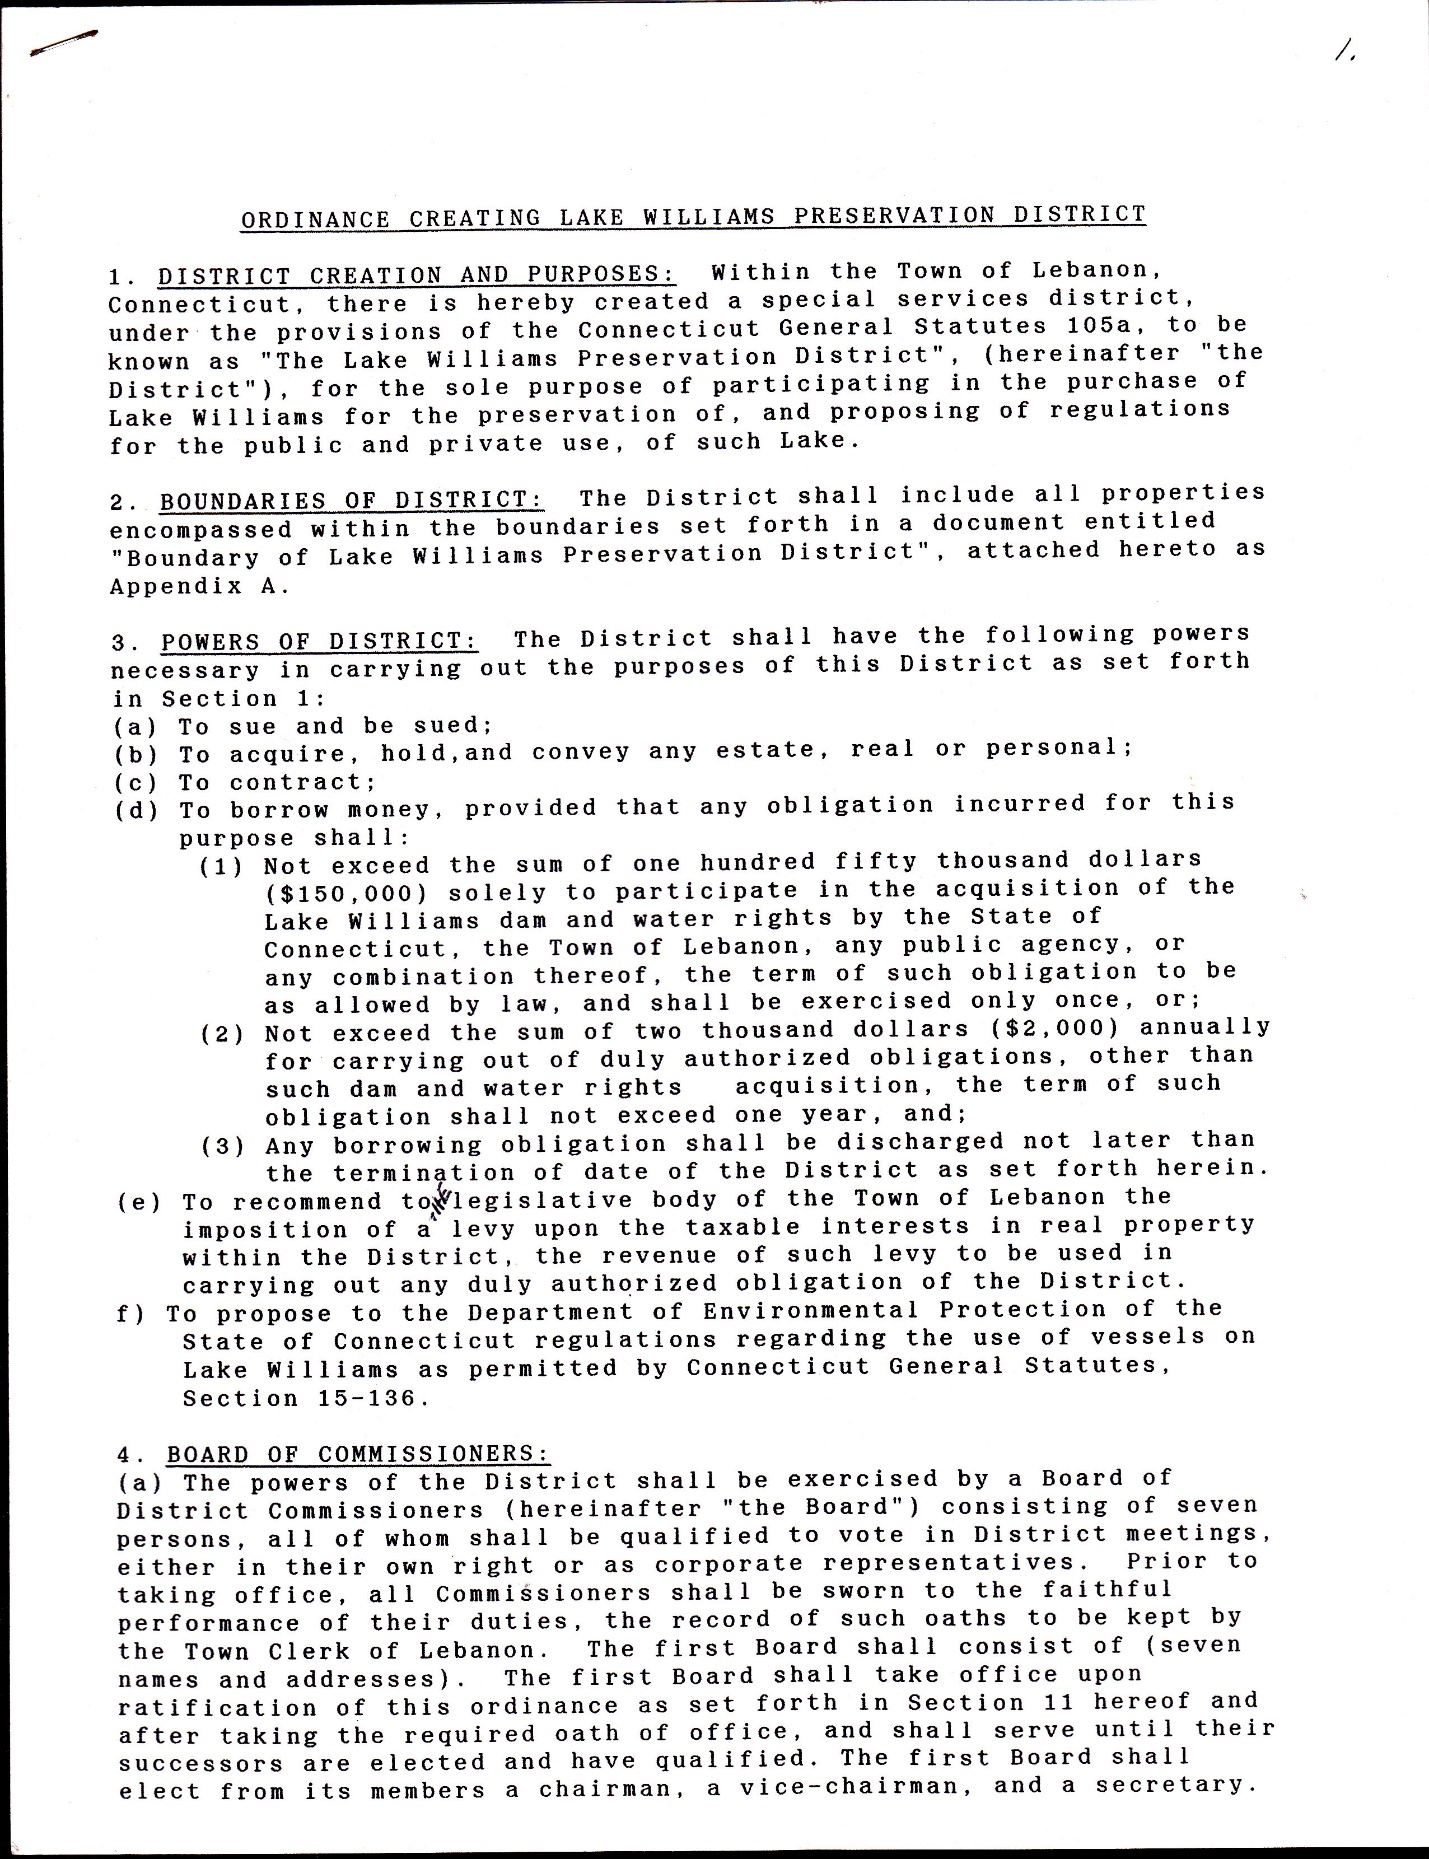 1.
ORDINANCE CREATING LAKE WILLIAMS PRESERVATION DISTRICT
1. DISTRICT CREATION AND PURPOSES: Within the Town of Lebanon,
Connecticut, there is hereby created a special services district,
under the provisions of the Connecticut General Statutes 105a, to be
known as "The Lake Williams Preservation District", (hereinafter "the
District"), for the sole purpose of participating in the purchase of
Lake Williams for the preservation of, and proposing of regulations
for the public and private use, of such Lake.
2. BOUNDARIES OF DISTRICT: The District shall include all properties
encompassed within the boundaries set forth in a document entitled
"Boundary of Lake Williams Preservation District", attached hereto as
Appendix A.
3. POWERS OF DISTRICT: The District shall have the following powers
necessary in carrying out the purposes of this District as set forth
in Section 1:
(a) To sue and be sued;
(b) To acquire, hold,and convey any estate, real or personal;
(c) To contract;
(d) To borrow money, provided that any obligation incurred for this
purpose shall:
(1) Not exceed the sum of one hundred fifty thousand dollars
($150,000) solely to participate in the acquisition of the
Lake Williams dam and water rights by the State of
Connecticut, the Town of Lebanon, any public agency, or
any combination thereof, the term of such obligation to be
as allowed by law, and shall be exercised only once, or;
(2) Not exceed the sum of two thousand dollars ($2,000) annually
for carrying out of duly authorized obligations, other than
such dam and water rights acquisition, the term of such
obligation shall not exceed one year, and;
(3) Any borrowing obligation shall be discharged not later than
the termination of date of the District as set forth herein.
(e) To recommend to legislative body of the Town of Lebanon the
imposition of a levy upon the taxable interests in real property
within the District, the revenue of such levy to be used in
carrying out any duly authorized obligation of the District.
f) To propose to the Department of Environmental Protection of the
State of Connecticut regulations regarding the use of vessels on
Lake Williams as permitted by Connecticut General Statutes,
Section 15-136.
4. BOARD OF COMMISSIONERS:
(a) The powers of the District shall be exercised by a Board of
District Commissioners (hereinafter "the Board") consisting of seven
persons, all of whom shall be qualified to vote in District meetings,
either in their own right or as corporate representatives. Prior to
taking office, all Commissioners shall be sworn to the faithful
performance of their duties, the record of such oaths to be kept by
the Town Clerk of Lebanon. The first Board shall consist of (seven
names and addresses). The first Board shall take office upon
ratification of this ordinance as set forth in Section 11 hereof and
after taking the required oath of office, and shall serve until their
successors are elected and have qualified. The first Board shall
elect from its members a chairman, a vice-chairman, and a secretary.